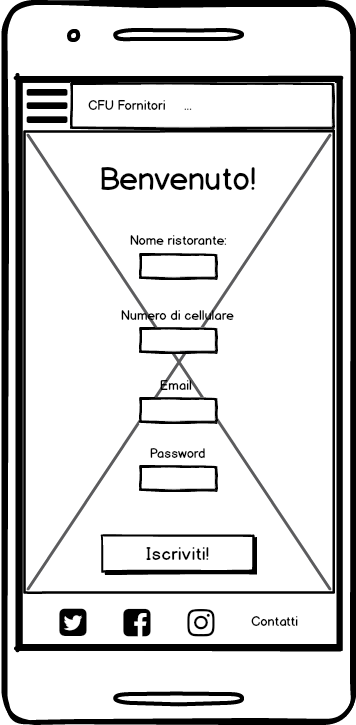 CFU Fornitori ...
Benvenuto!
Nome ristorante:
Numero di cellulare
Email
Password
Iscriviti!
Contatti